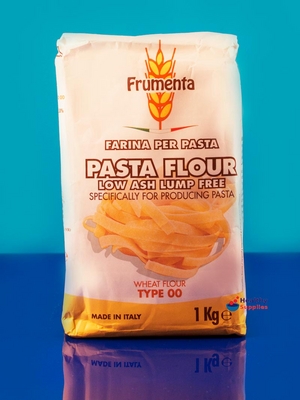 Frumenta
FARINA PER PASTA
PASTA FLOUR
LOW ASH LUMP FREE
SPECIFICALLY FOR PRODUCING PASTA
WHEAT FLOUR
TYPE 00
MADE IN ITALY
1 Kg℮
Supplies